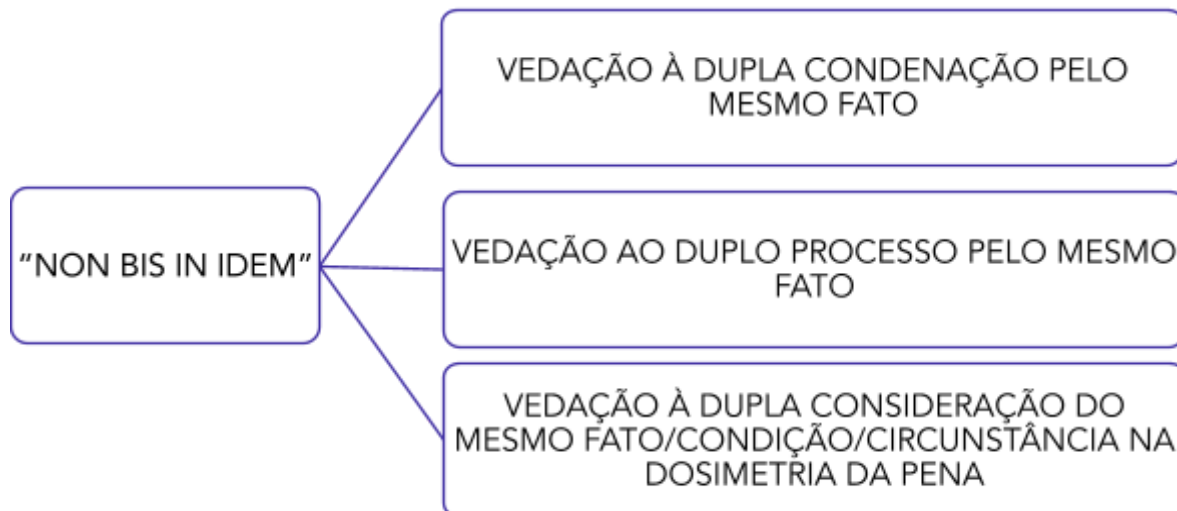 “NON BIS IN IDEM”
VEDAÇÃO À DUPLA CONDENAÇÃO PELO
MESMO FATO
VEDAÇÃO AO DUPLO PROCESSO PELO MESMO
FATO
VEDAÇÃO À DUPLA CONSIDERAÇÃO DO
MESMO FATO/CONDIÇÃO/CIRCUNSTÂNCIA NA
DOSIMETRIA DA PENA